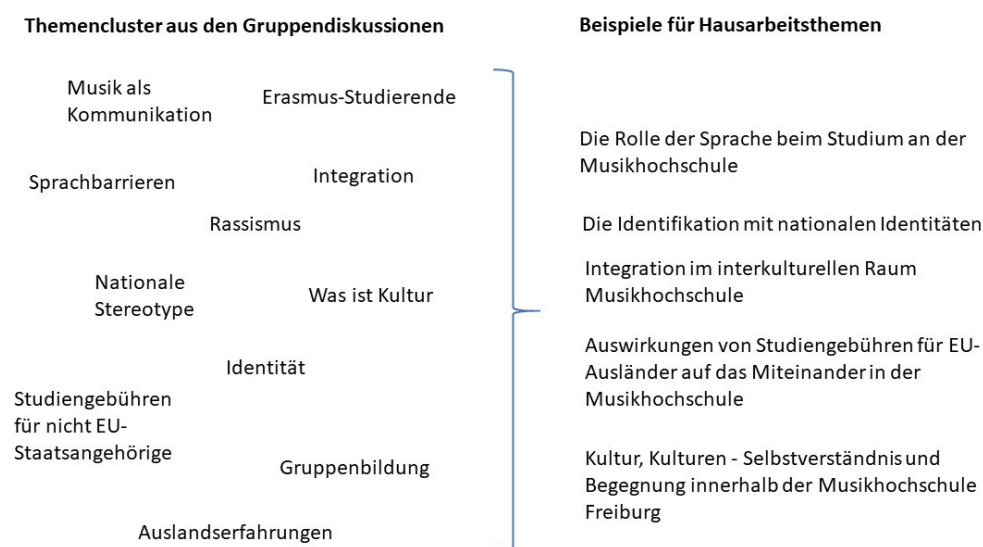 Themencluster aus den Gruppendiskussionen
Musik als
Kommunikation
Erasmus-Studierende
Sprachbarrieren
Integration
Rassismus
Nationale
Stereotype
Was ist Kultur
Identität
Studiengebühren
für nicht EU-
Staatsangehörige
Gruppenbildung
Auslandserfahrungen
Beispiele für Hausarbeitsthemen
Die Rolle der Sprache beim Studium an der
Musikhochschule
Die Identifikation mit nationalen Identitäten
Integration im interkulturellen Raum
Musikhochschule
Auswirkungen von Studiengebühren für EU-
Ausländer auf das Miteinander in der
Musikhochschule
Kultur, Kulturen - Selbstverständnis und
Begegnung innerhalb der Musikhochschule
Freiburg